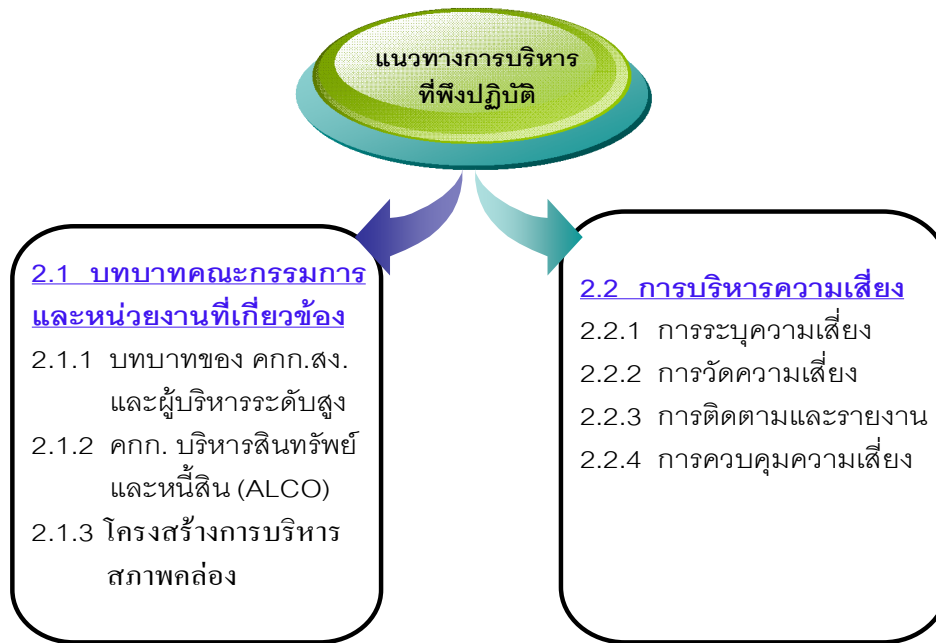 แนวทางการบริหาร
ที่พึงปฏิบัติ
2.1 บทบาทคณะกรรมการ
และหน่วยงานที่เกี่ยวข้อง
2.1.1 บทบาทของ คกก.สง.
และผู้บริหารระดับสูง
2.1.2 คกก. บริหารสินทรัพย์
และหนี้สิน (ALCO)
2.1.3 โครงสร้างการบริหาร
สภาพคล่อง
2.2 การบริหารความเสี่ยง
2.2.1 การระบุความเสี่ยง
2.2.2 การวัดความเสี่ยง
2.2.3 การติดตามและรายงาน
2.2.4 การควบคุมความเสี่ยง